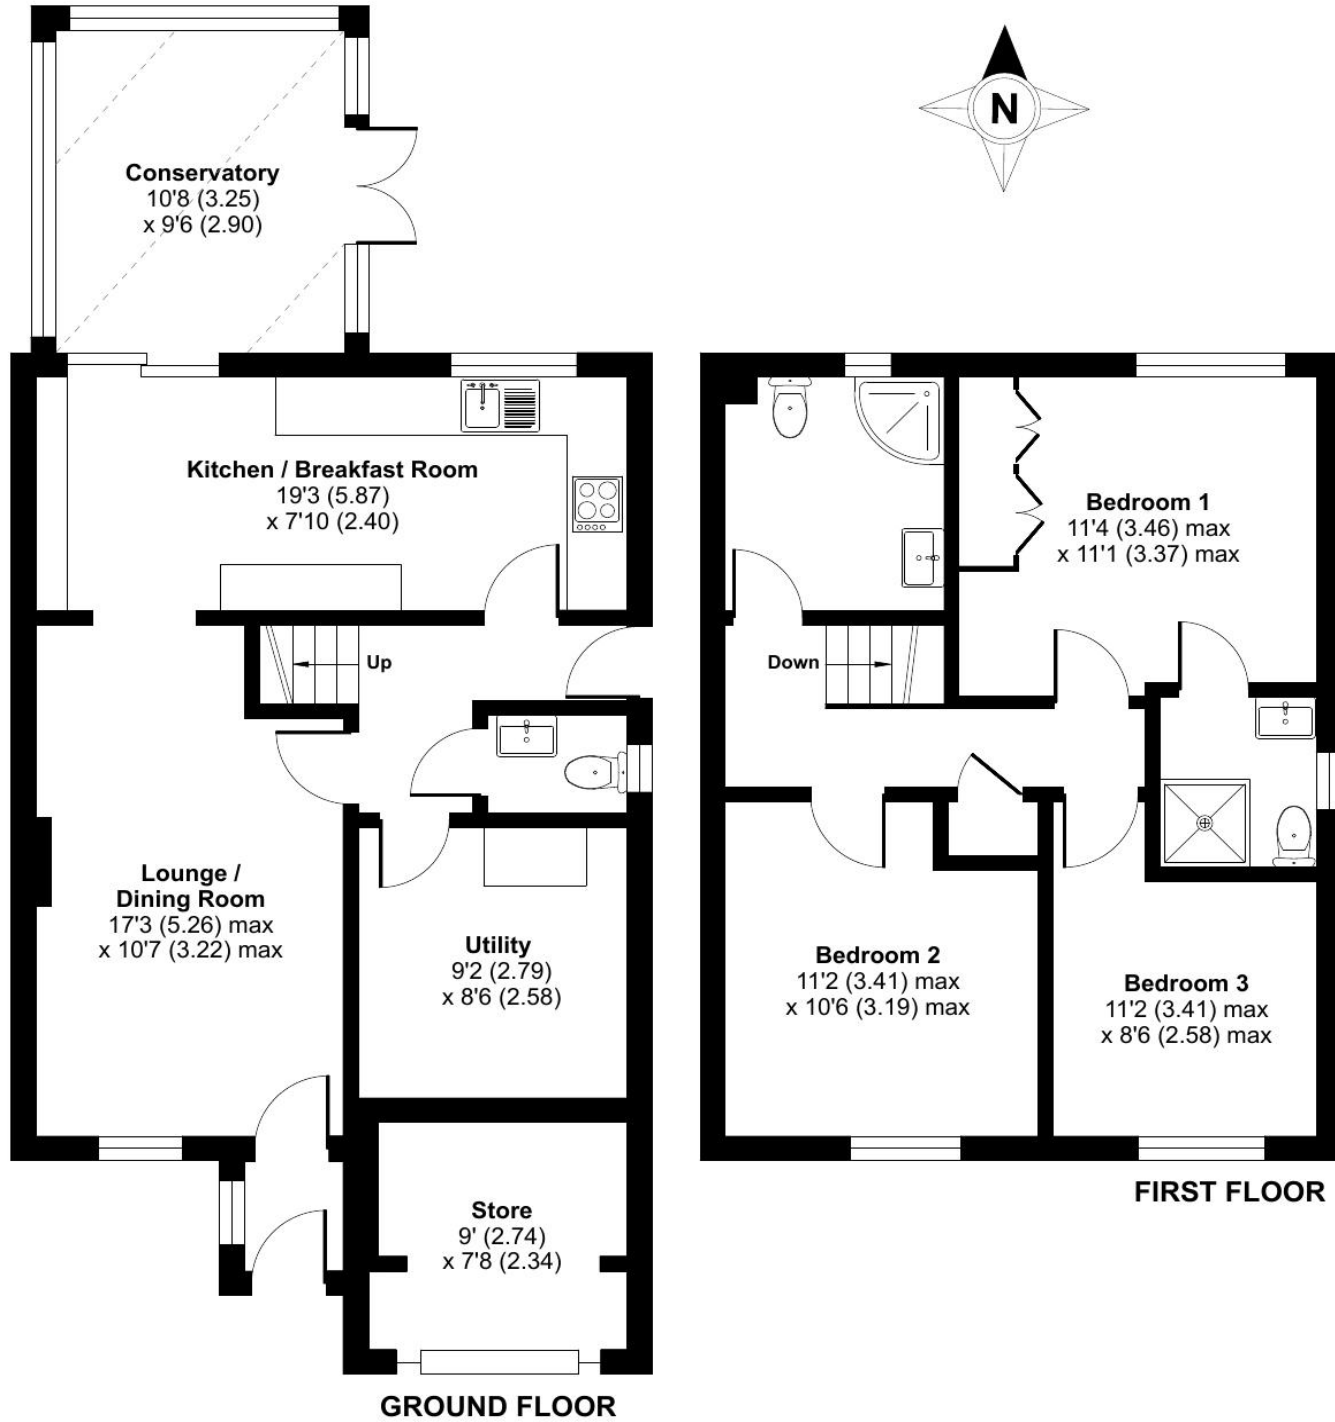 N
Conservatory
10'8 (3.25)
x 9'6 (2.90)
Kitchen / Breakfast Room
19'3 (5.87)
x 7'10 (2.40)
Up
Lounge /
Dining Room
17'3 (5.26) max
x 10'7 (3.22) max
Utility
9'2 (2.79)
x 8'6 (2.58)
Store
9' (2.74)
x 7'8 (2.34)
GROUND FLOOR
Bedroom 1
11'4 (3.46) max
x 11'1 (3.37) max
Down
Bedroom 2
11'2 (3.41) max
x 10'6 (3.19) max
Bedroom 3
11'2 (3.41) max
x 8'6 (2.58) max
FIRST FLOOR